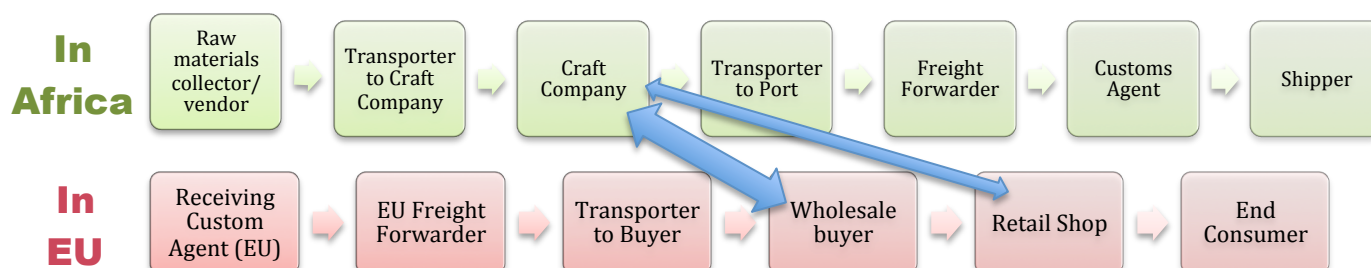 In
Africa
Raw
materials
collector/
vendor
Transporter
to Craft
Company
Craft
Company
Transporter
to Port
Freight
Forwarder
Customs
Agent
Shipper
In
EU
Receiving
Custom
Agent (EU)
EU Freight
Forwarder
Transporter
to Buyer
Wholesale
buyer
Retail Shop
End
Consumer